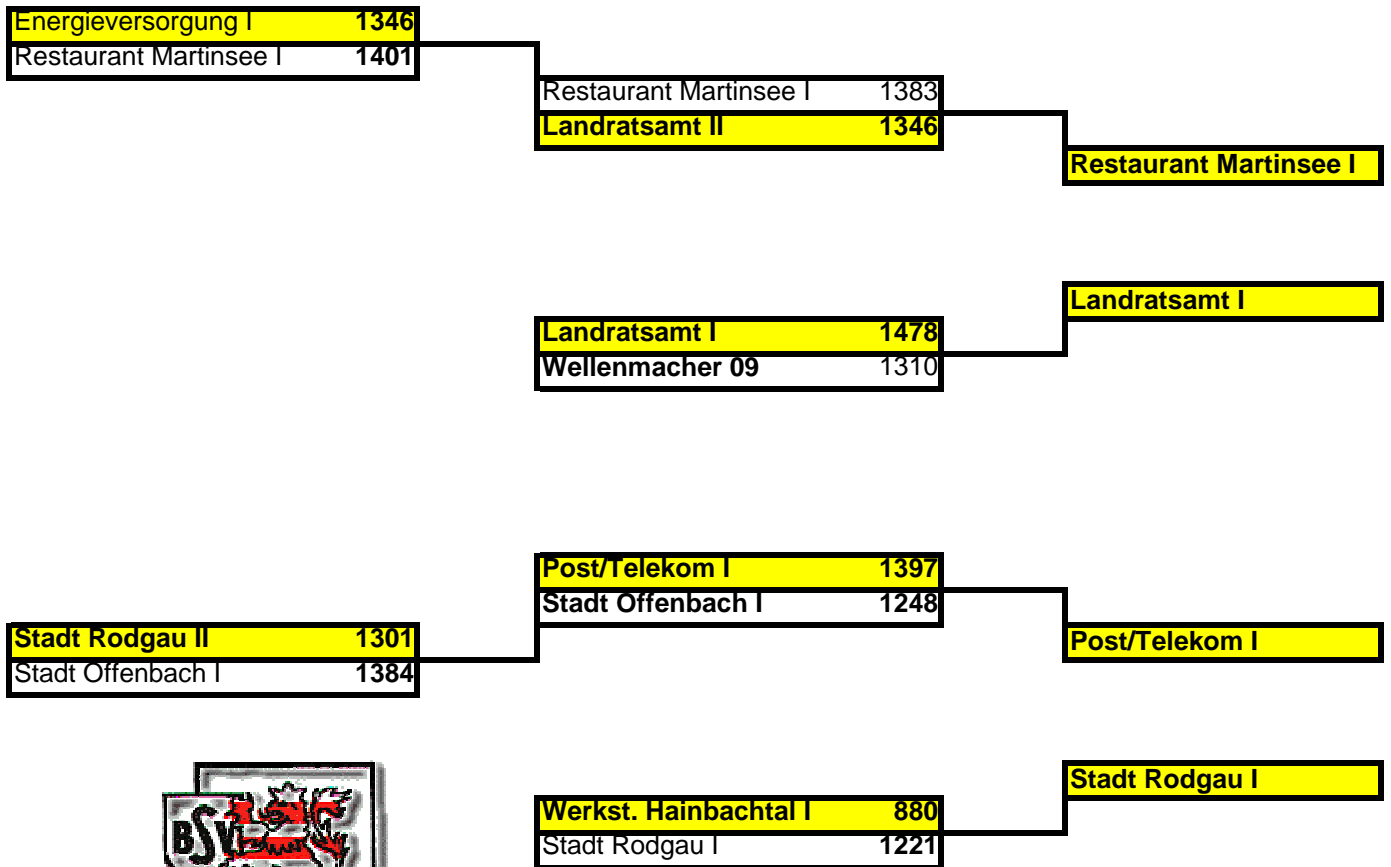 Energieversorgung I 1346
Restaurant Martinsee I 1401
Restaurant Martinsee I 1383
Landratsamt II 1346
Restaurant Martinsee I
Landratsamt I
Landratsamt I 1478
Wellenmacher 09 1310
Post/Telekom I 1397
Stadt Offenbach I 1248
Stadt Rodgau II 1301
Stadt Offenbach I 1384
Post/Telekom I
Stadt Rodgau I
Werkst. Hainbachtal I 880
Stadt Rodgau I 1221
BSV